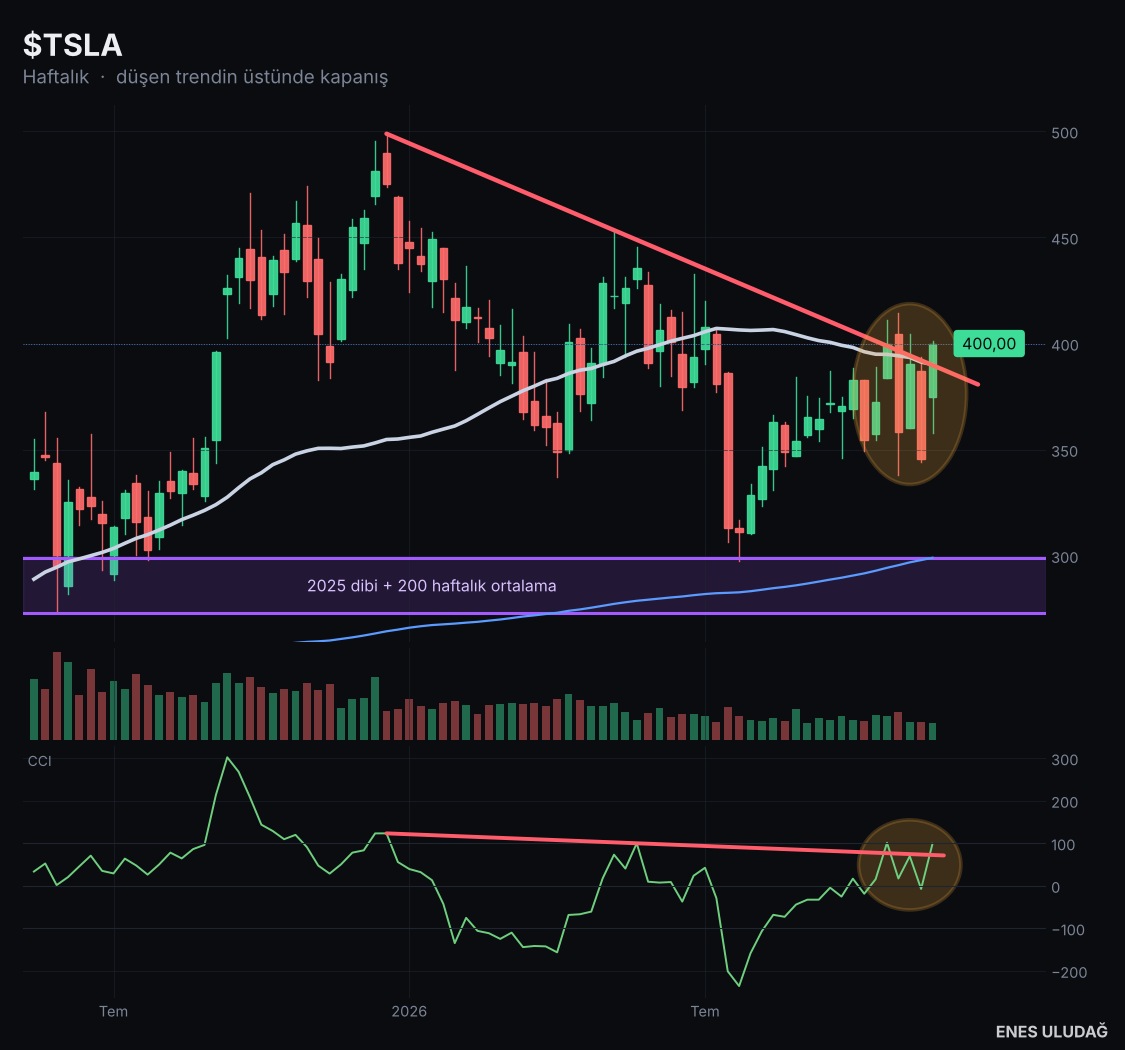 $TSLA
Haftalık · düşen trendin üstünde kapanış
500
450
400
400,00
350
300
2025 dibi + 200 haftalık ortalama
CCI
300
200
100
0
−100
−200
Tem
2026
Tem
ENES ULUDAĞ